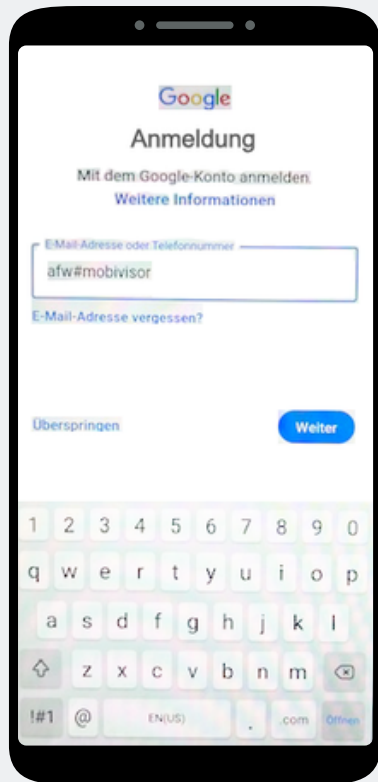 Google
Anmeldung
Mit dem Google-Konto anmelden.
Weitere Informationen
E-Mail-Adresse oder Telefonnummer
afw#mobivisor
E-Mail-Adresse vergessen?
Überspringen
Weiter
1 2 3 4 5 6 7 8 9 0
q w e r t y u i o p
a s d f g h j k l
z x c v b n m
!#1 @ EN(US) . .com Öffnen